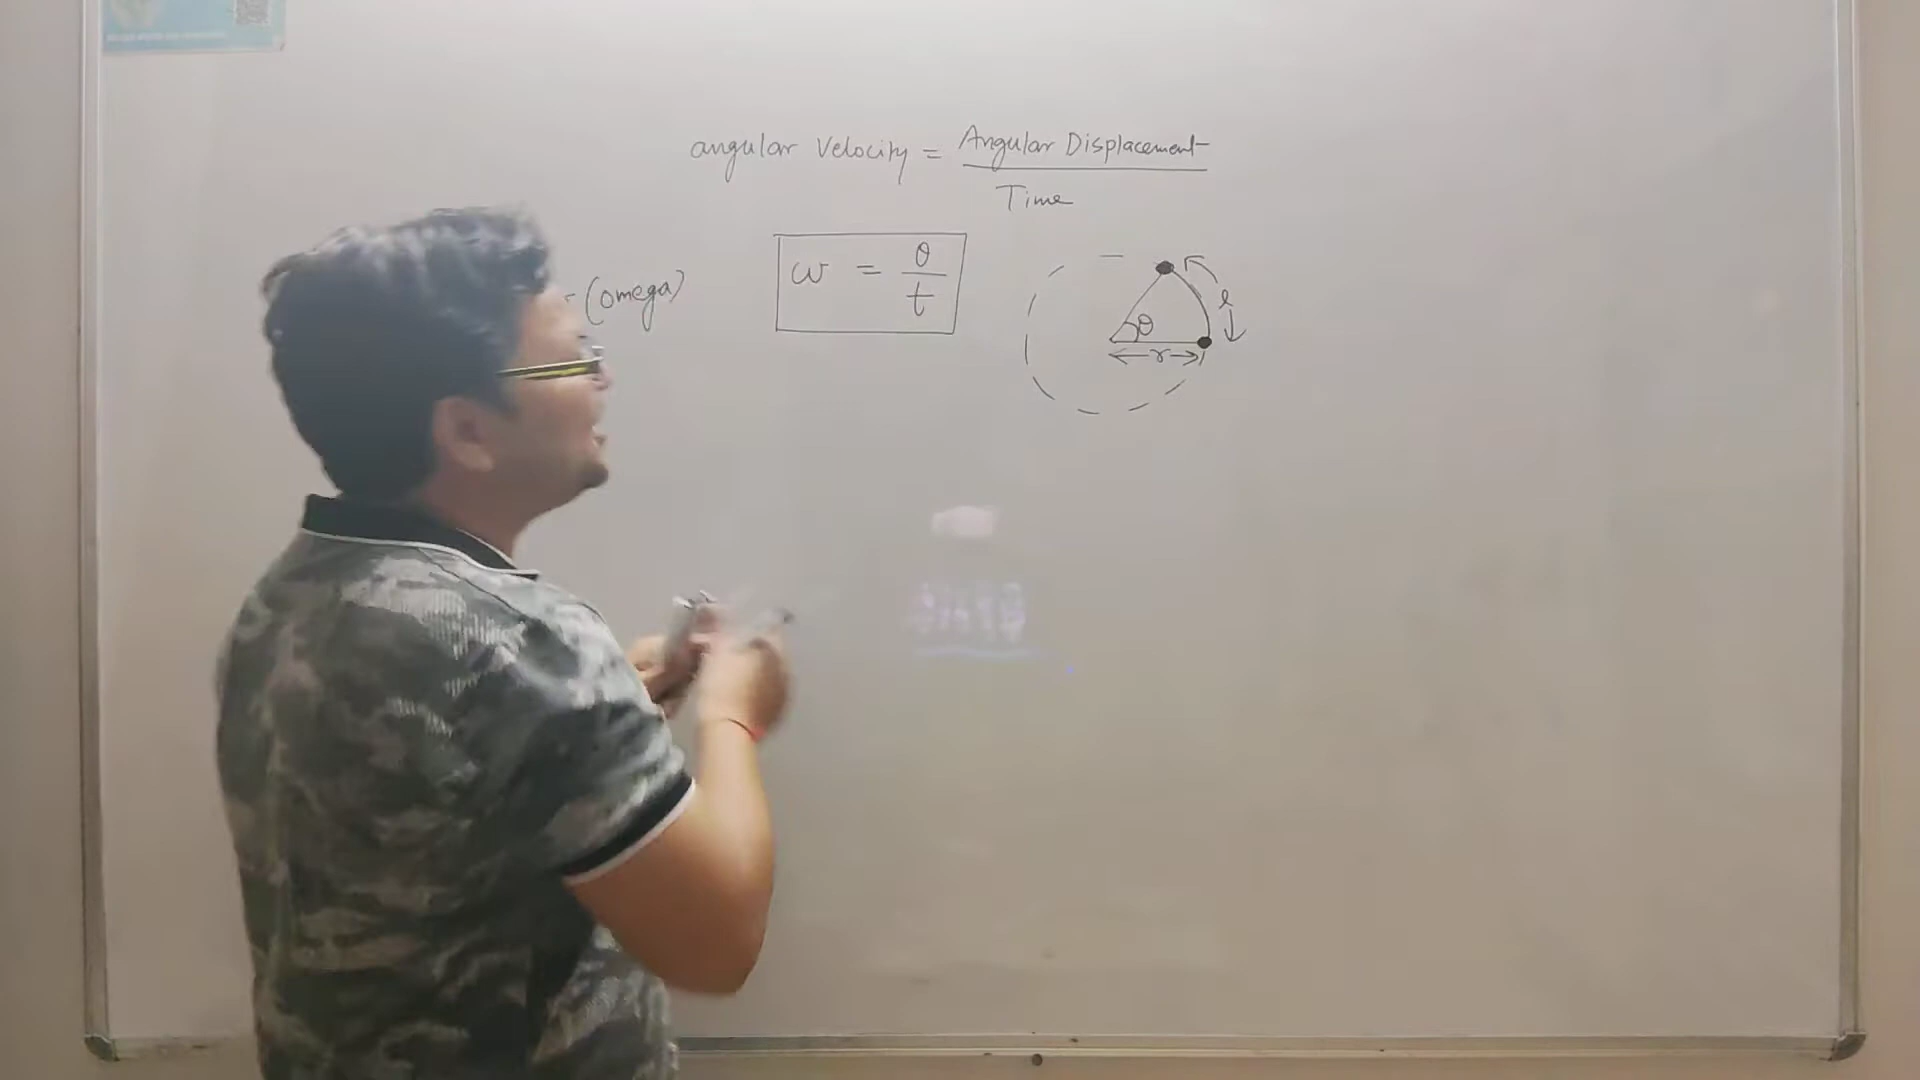 angular Velocity = Angular Displacement
Time
(omega)
ω = θ
t
l
θ
r